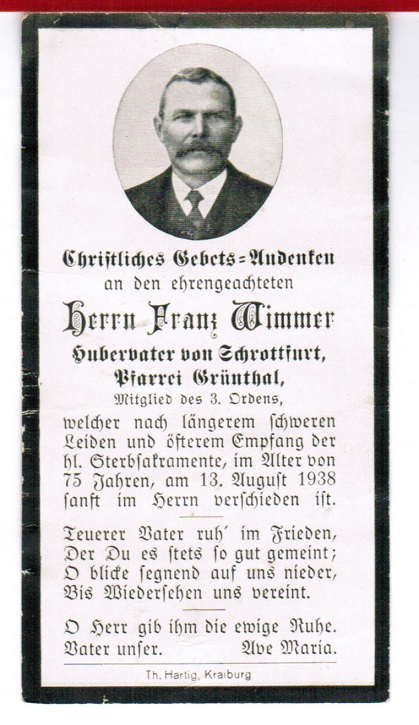 Christliches Gebets=Andenken
an den ehrengeachteten
Herrn Franz Wimmer
Hubervater von Schrottfurt,
Pfarrei Grünthal,
Mitglied des 3. Ordens,
welcher nach längerem schweren
Leiden und öfterem Empfang der
hl. Sterbsakramente, im Alter von
75 Jahren, am 13. August 1938
sanft im Herrn verschieden ist.
Teuerer Vater ruh' im Frieden,
Der Du es stets so gut gemeint;
O blicke segnend auf uns nieder,
Bis Wiedersehen uns vereint.
O Herr gib ihm die ewige Ruhe.
Vater unser. Ave Maria.
Th. Hartig, Kraiburg